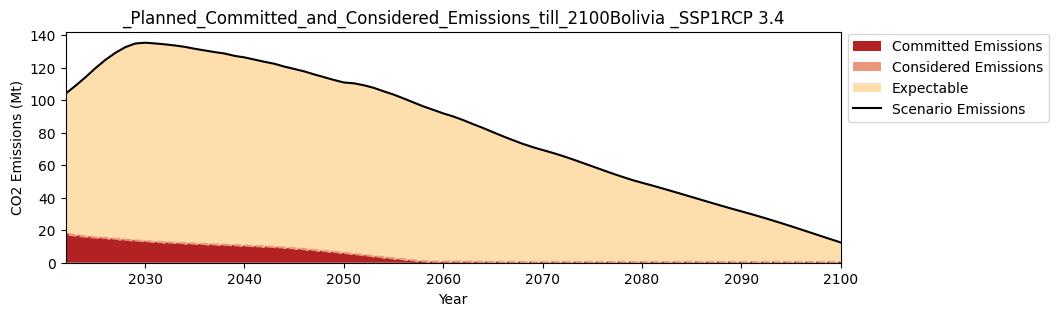 _Planned_Committed_and_Considered_Emissions_till_2100Bolivia _SSP1RCP 3.4
CO2 Emissions (Mt)
140
120
100
80
60
40
20
0
2030 2040 2050 2060 2070 2080 2090 2100
Year
Committed Emissions
Considered Emissions
Expectable
Scenario Emissions